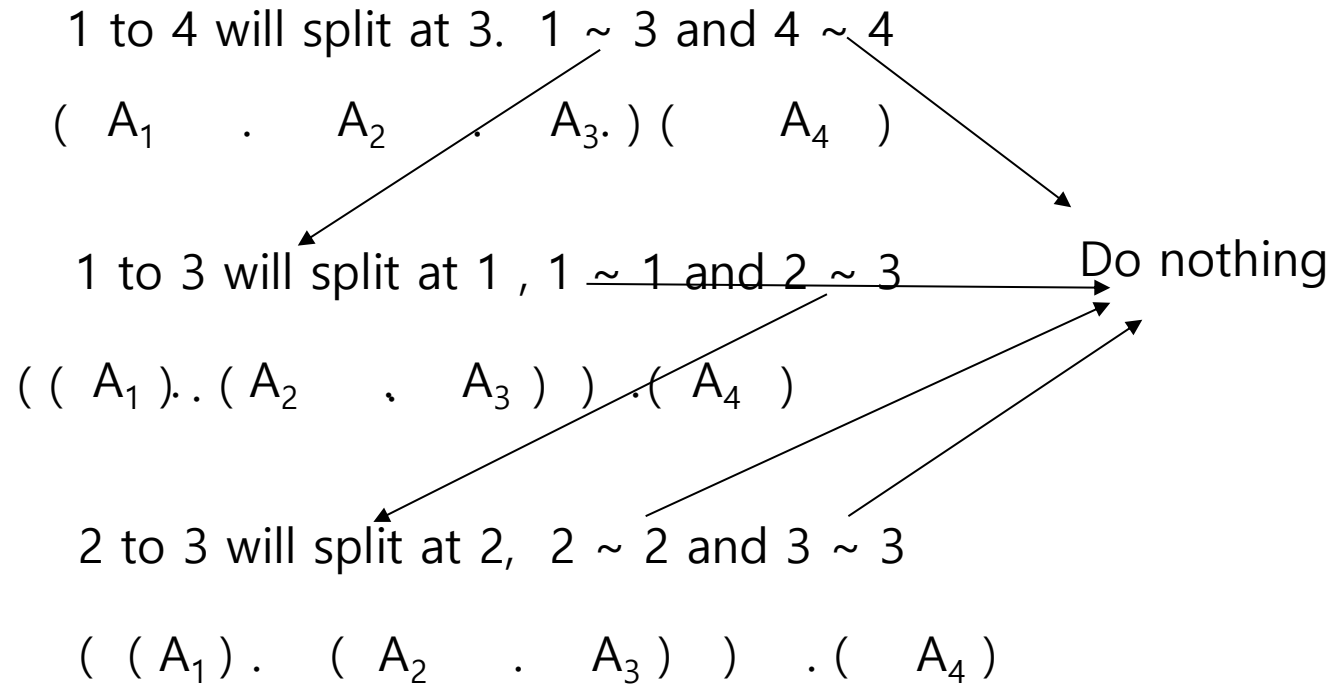 1 to 4 will split at 3. 1 ~ 3 and 4 ~ 4
( A₁ . A₂ . A₃. ) ( A₄ )
1 to 3 will split at 1 , 1 ~ 1 and 2 ~ 3
Do nothing
( ( A₁ ). . ( A₂ . A₃ ) ) .( A₄ )
2 to 3 will split at 2, 2 ~ 2 and 3 ~ 3
( ( A₁ ) . ( A₂ . A₃ ) ) . ( A₄ )